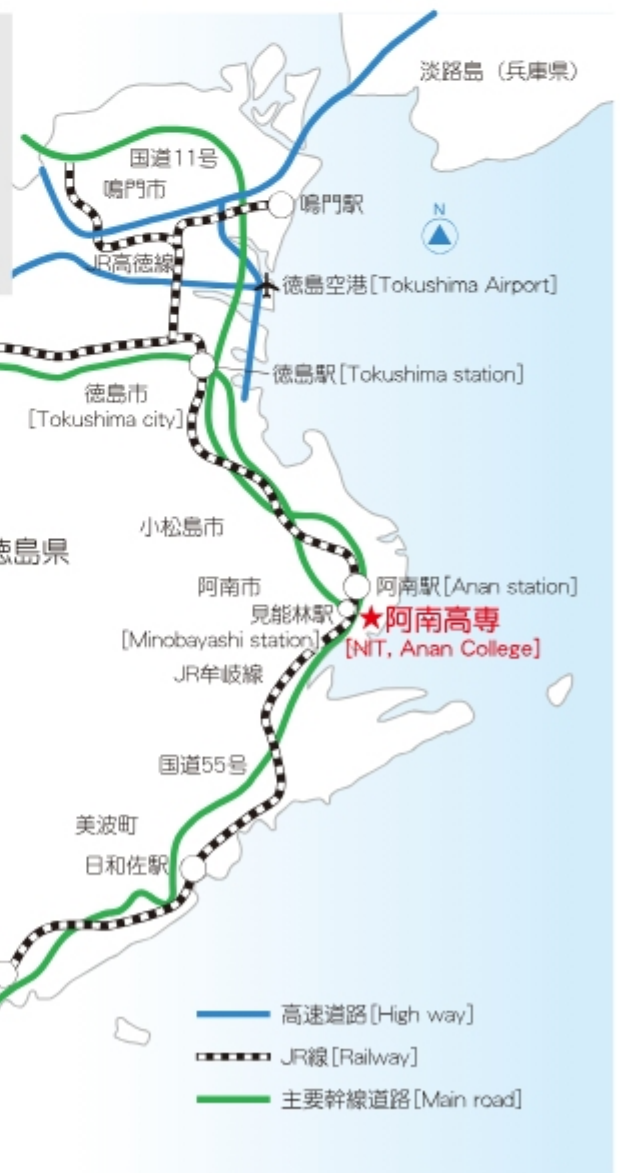 淡路島（兵庫県）
国道11号
鳴門市
鳴門駅
N
JR高徳線
徳島空港[Tokushima Airport]
徳島駅[Tokushima station]
徳島市
[Tokushima city]
小松島市
徳島県
阿南市
阿南駅[Anan station]
見能林駅
[Minobayashi station]
★阿南高専
[NIT, Anan College]
JR牟岐線
国道55号
美波町
日和佐駅
高速道路[High way]
JR線[Railway]
主要幹線道路[Main road]